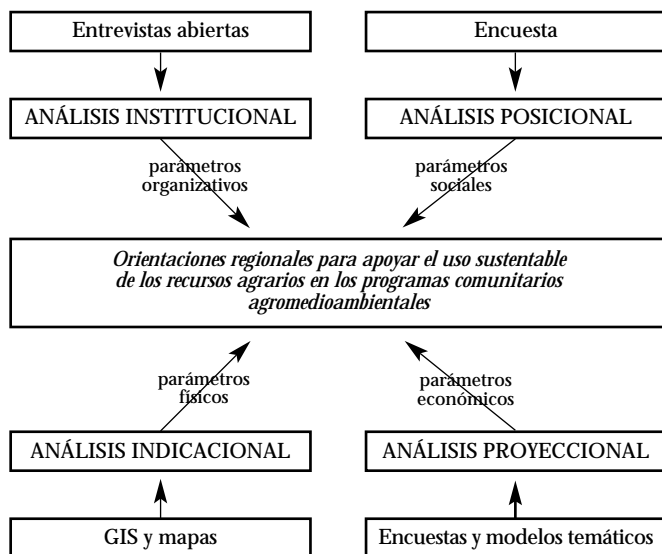 Entrevistas abiertas
Encuesta
ANÁLISIS INSTITUCIONAL
ANÁLISIS POSICIONAL
parámetros
organizativos
parámetros
sociales
Orientaciones regionales para apoyar el uso sustentable
de los recursos agrarios en los programas comunitarios
agromedioambientales
parámetros
físicos
parámetros
económicos
ANÁLISIS INDICACIONAL
ANÁLISIS PROYECCIONAL
GIS y mapas
Encuestas y modelos temáticos